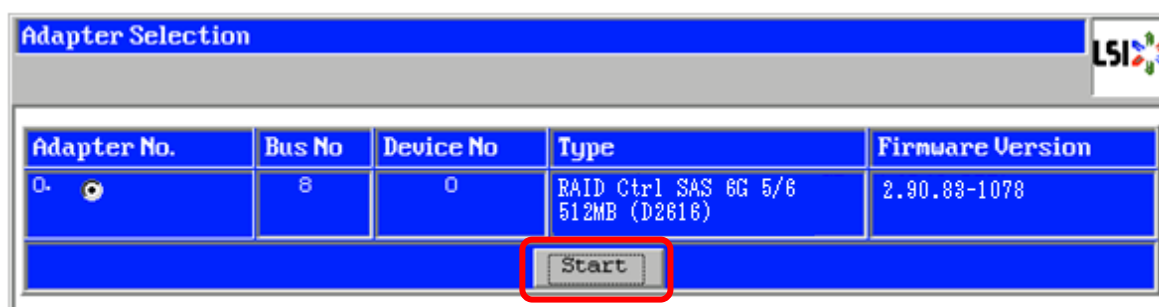 Adapter Selection
LSI
Adapter No. Bus No Device No Type Firmware Version
0. 8 0 RAID Ctrl SAS 6G 5/6 2.90.83-1078
512MB (D2616)
Start